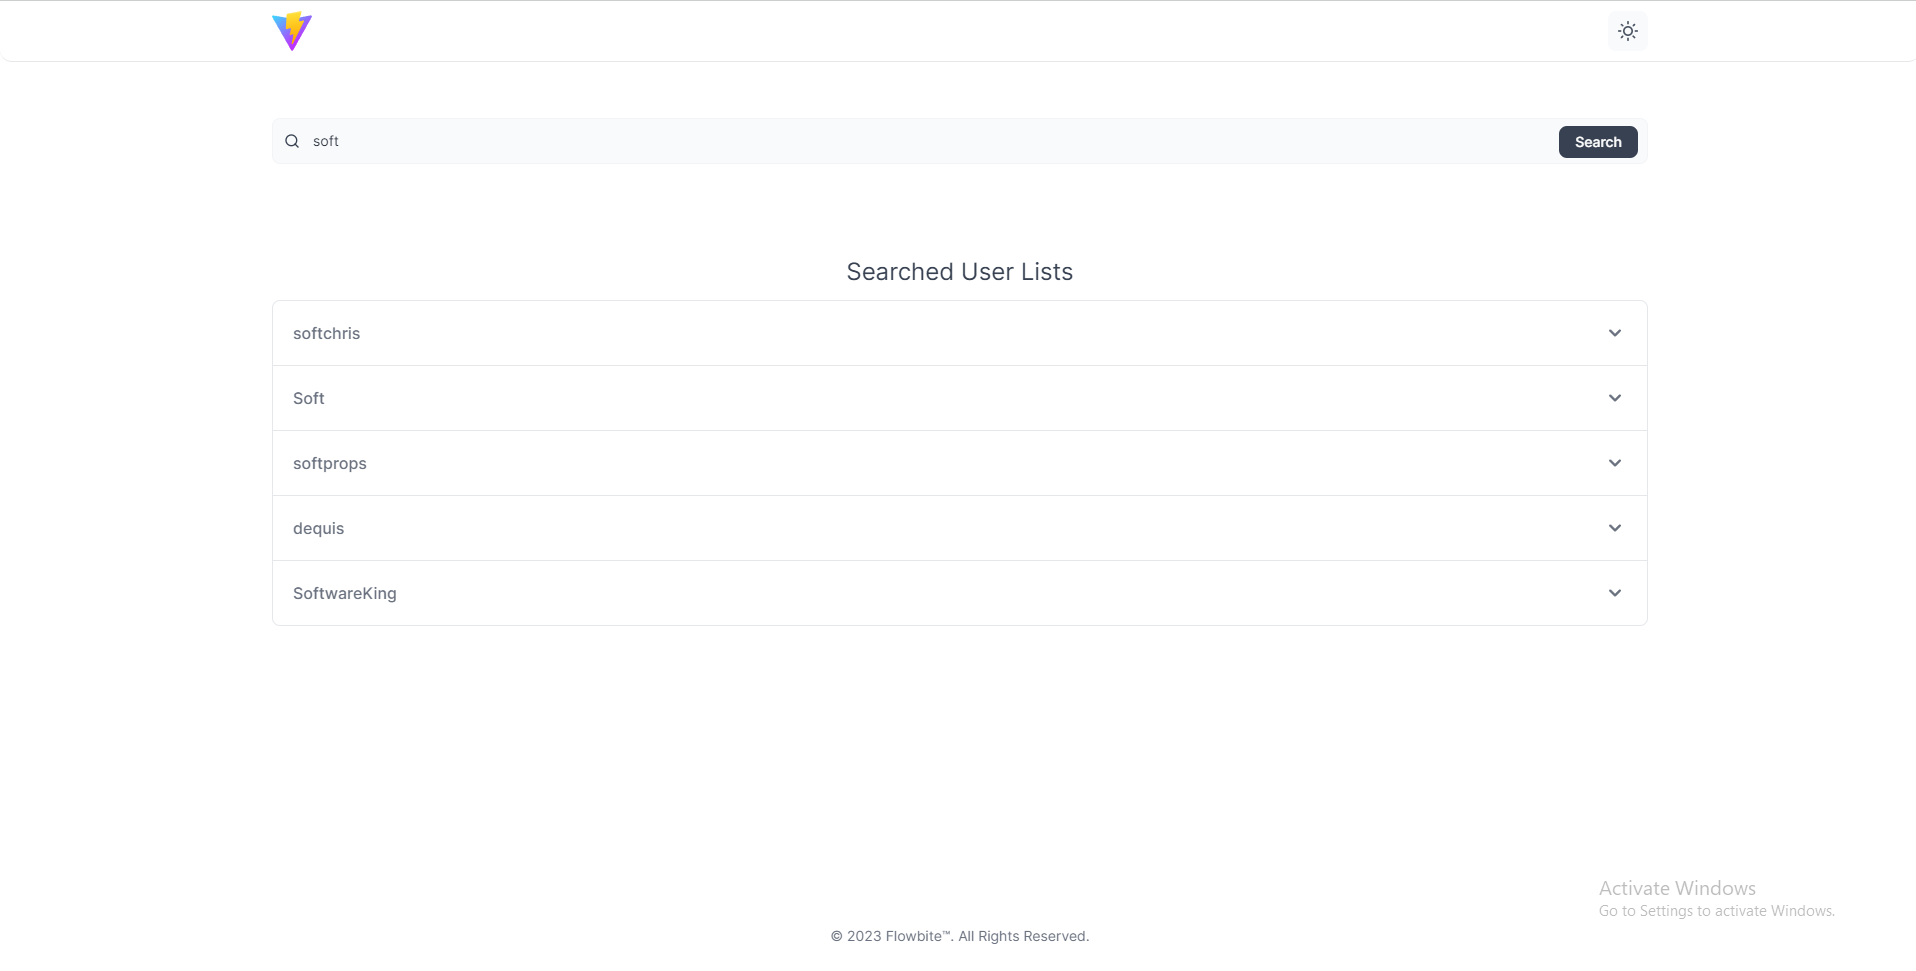 soft
Search
Searched User Lists
softchris
Soft
softprops
dequis
SoftwareKing
Activate Windows
Go to Settings to activate Windows.
© 2023 Flowbite™. All Rights Reserved.